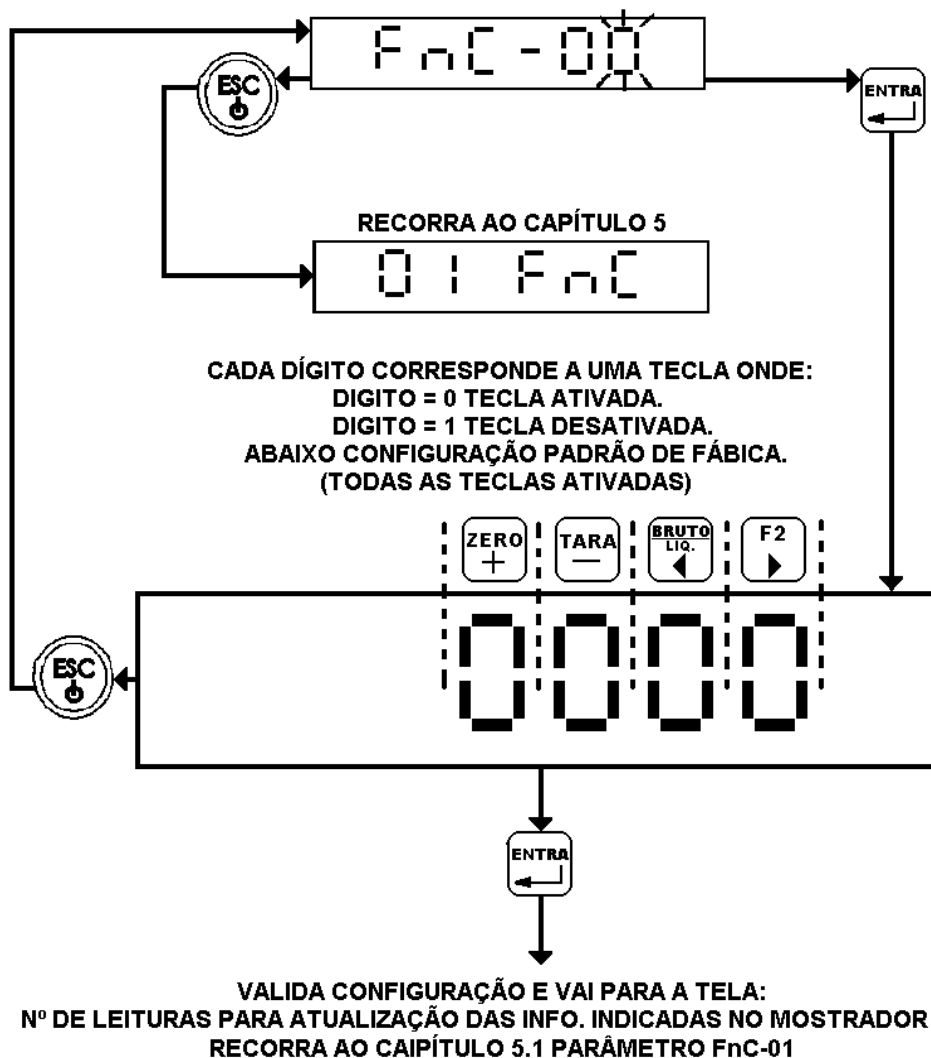 FnC-00
ESC
ENTRA
RECORRA AO CAPÍTULO 5
01 FnC
CADA DÍGITO CORRESPONDE A UMA TECLA ONDE:
DIGITO = 0 TECLA ATIVADA.
DIGITO = 1 TECLA DESATIVADA.
ABAIXO CONFIGURAÇÃO PADRÃO DE FÁBICA.
(TODAS AS TECLAS ATIVADAS)
ZERO
+
TARA
—
BRUTO
LIQ.
F2
0000
ESC
ENTRA
VALIDA CONFIGURAÇÃO E VAI PARA A TELA:
Nº DE LEITURAS PARA ATUALIZAÇÃO DAS INFO. INDICADAS NO MOSTRADOR
RECORRA AO CAIPÍTULO 5.1 PARÂMETRO FnC-01